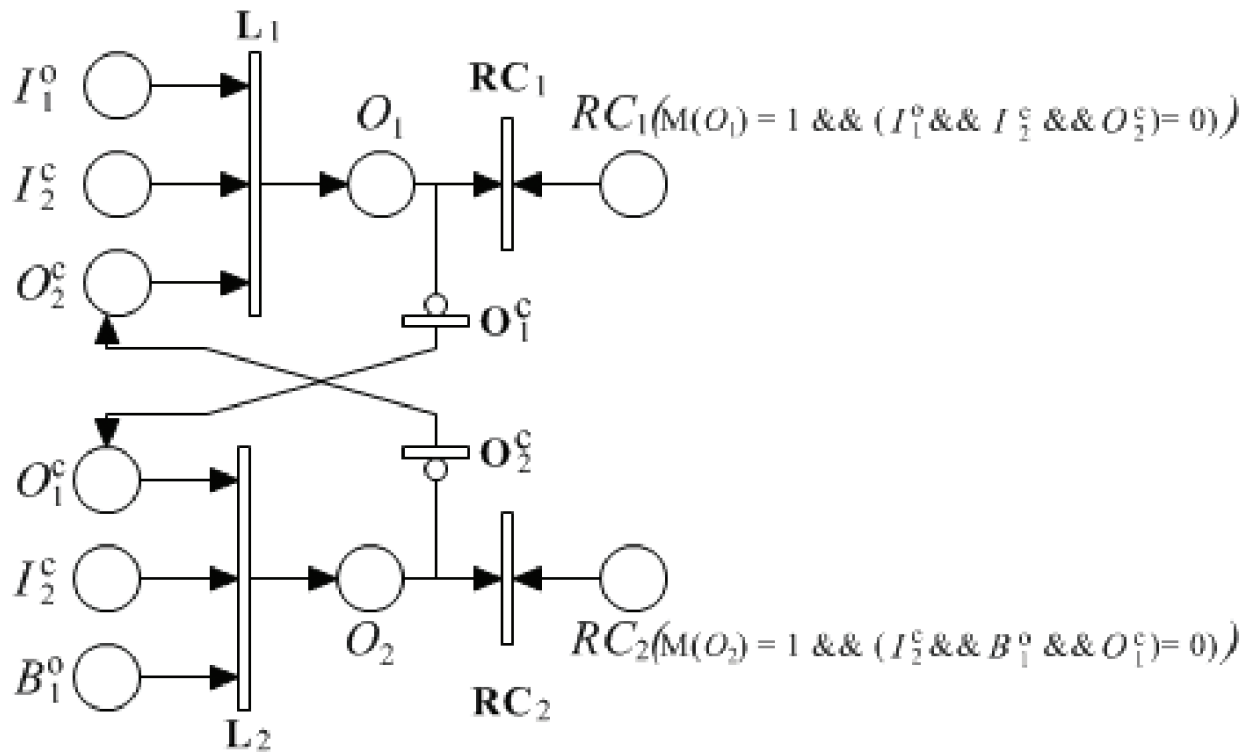 L₁
I₁ᵒ
RC₁
O₁
RC₁(M(O₁) = 1 && (I₁ᵒ && I₂ᶜ && O₂ᶜ)= 0))
I₂ᶜ
O₂ᶜ
O₁ᶜ
O₂ᶜ
O₁ᶜ
I₂ᶜ
O₂
RC₂(M(O₂) = 1 && (I₂ᶜ && B₁ᵒ && O₁ᶜ)= 0))
B₁ᵒ
RC₂
L₂